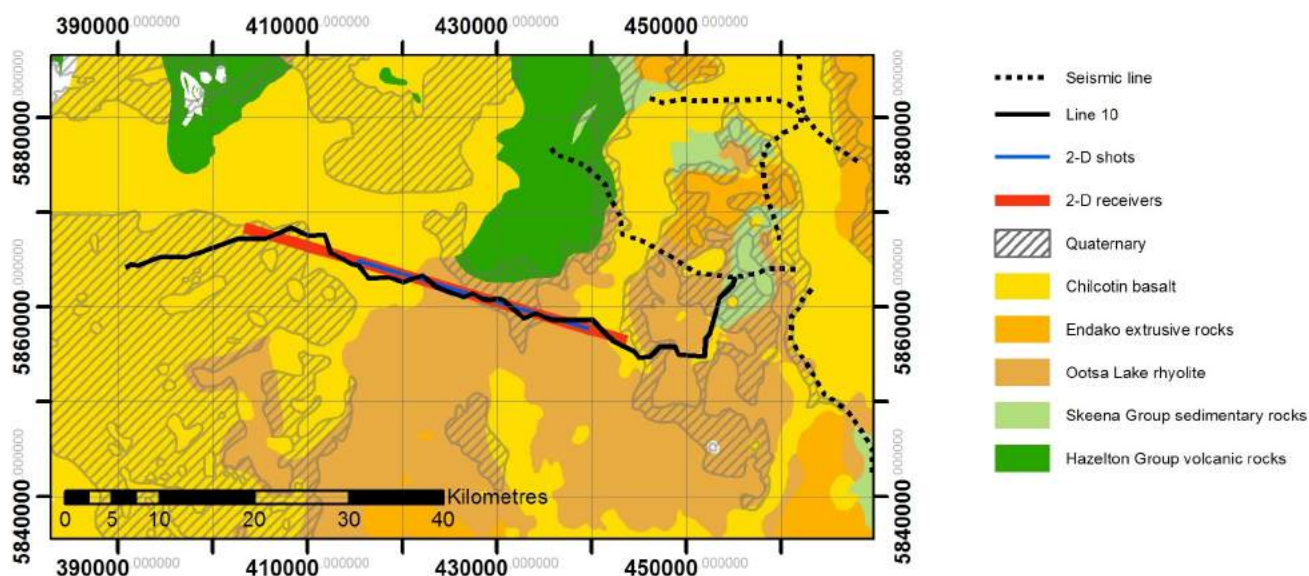 390000.000000 410000.000000 430000.000000 450000.000000
5880000.000000 5880000.000000
5860000.000000 5860000.000000
5840000.000000 5840000.000000
Kilometres
0 5 10 20 30 40
390000.000000 410000.000000 430000.000000 450000.000000
Seismic line
Line 10
2-D shots
2-D receivers
Quaternary
Chilcotin basalt
Endako extrusive rocks
Ootsa Lake rhyolite
Skeena Group sedimentary rocks
Hazelton Group volcanic rocks